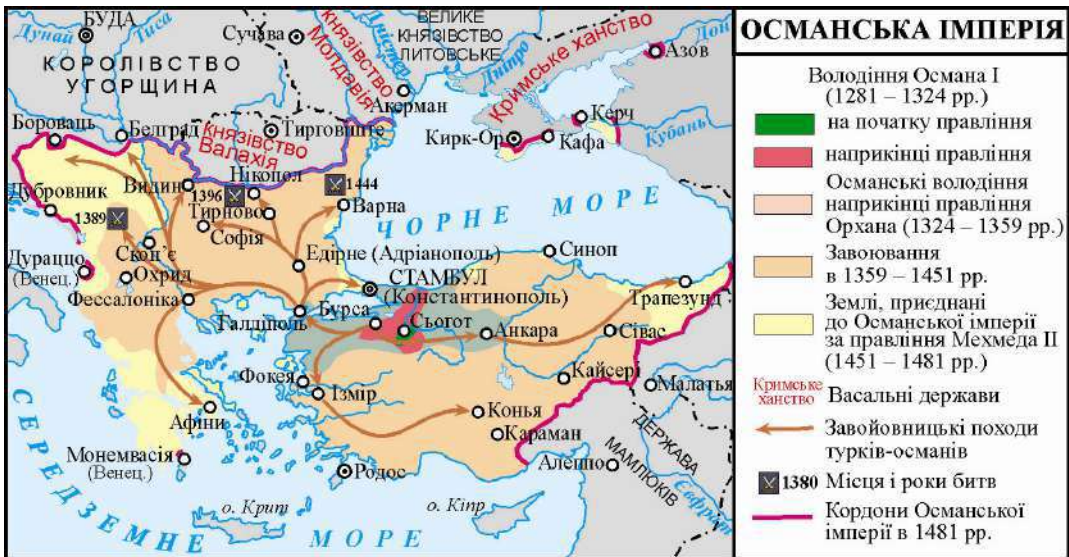 БУДА
Дунай
Тиса
Сучава
КОРОЛІВСТВО
УГОРЩИНА
князівство
Молдавія
Дністер
ВЕЛИКЕ
КНЯЗІВСТВО
ЛИТОВСЬКЕ
Дніпро
Кримське ханство
Дон
Азов
Акерман
Керч
Кирк-Ор
Кафа
Кубань
Бороваць
Белград
князівство
Валахія
Тирговіште
Дубровник
Видин
1396
Нікопол
1444
1389
Тирново
Варна
Софія
ЧОРНЕ МОРЕ
Скоп'є
Едірне (Адріанополь)
Синоп
Дураццо
(Венец.)
Охрид
СТАМБУЛ
(Константинополь)
Трапезунд
Фессалоніка
Бурса
Галліполь
Сьогот
Анкара
Сівас
Фокея
Кайсері
Малатья
Ізмір
Афіни
Конья
Караман
ДЕРЖАВА
МАМЛЮКІВ
Монемвасія
(Венец.)
Родос
Алеппо
Євфрат
о. Крит
о. Кіпр
СЕРЕДЗЕМНЕ МОРЕ
ОСМАНСЬКА ІМПЕРІЯ
Володіння Османа І
(1281 – 1324 рр.)
на початку правління
наприкінці правління
Османські володіння
наприкінці правління
Орхана (1324 – 1359 рр.)
Завоювання
в 1359 – 1451 рр.
Землі, приєднані
до Османської імперії
за правління Мехмеда ІІ
(1451 – 1481 рр.)
Кримське
ханство
Васальні держави
Завойовницькі походи
турків-османів
1380 Місця і роки битв
Кордони Османської
імперії в 1481 рр.